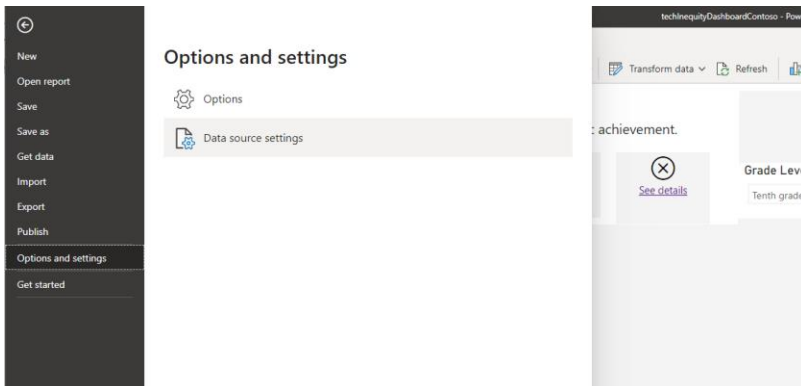 techInequityDashboardContoso - Pow
New
Open report
Save
Save as
Get data
Import
Export
Publish
Options and settings
Get started
Options and settings
Options
Data source settings
Transform data Refresh
t achievement.
See details
Grade Leve
Tenth grade